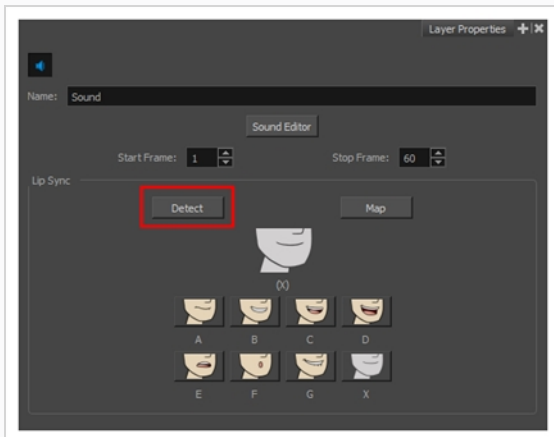 Layer Properties
Name: Sound
Sound Editor
Start Frame: 1 Stop Frame: 60
Lip Sync
Detect Map
(X)
A B C D
E F G X